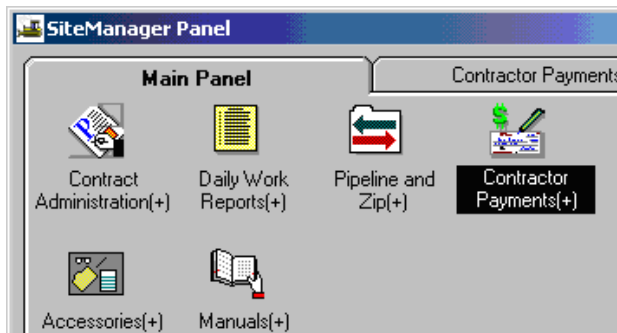 SiteManager Panel
Main Panel
Contractor Payments
Contract
Administration(+)
Daily Work
Reports(+)
Pipeline and
Zip(+)
Contractor
Payments(+)
Accessories(+)
Manuals(+)